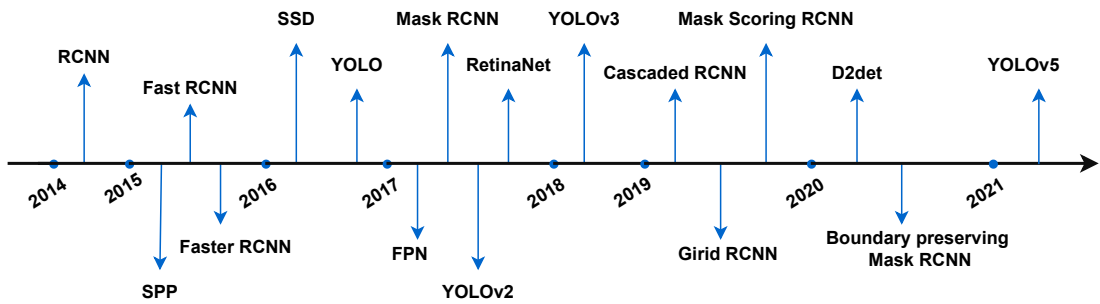 SSD
Mask RCNN
YOLOv3
Mask Scoring RCNN
RCNN
YOLO
RetinaNet
Cascaded RCNN
D2det
YOLOv5
Fast RCNN
2014
2015
2016
2017
2018
2019
2020
2021
Faster RCNN
FPN
Girid RCNN
Boundary preserving
Mask RCNN
SPP
YOLOv2